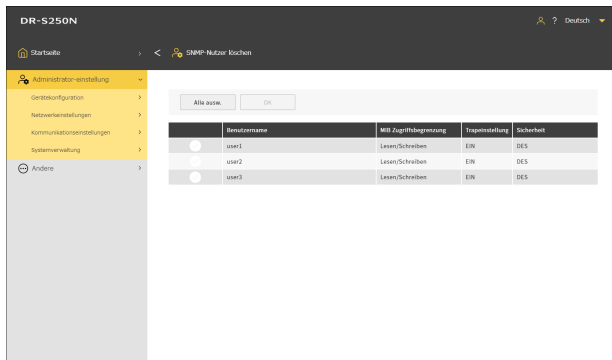 DR-S250N
? Deutsch
Startseite
SNMP-Nutzer löschen
Administrator-einstellung
Gerätekonfiguration
Netzwerkeinstellungen
Kommunikationseinstellungen
Systemverwaltung
Andere
Alle ausw. OK
Benutzername MIB Zugriffsbegrenzung Trapeinstellung Sicherheit
user1 Lesen/Schreiben EIN DES
user2 Lesen/Schreiben EIN DES
user3 Lesen/Schreiben EIN DES